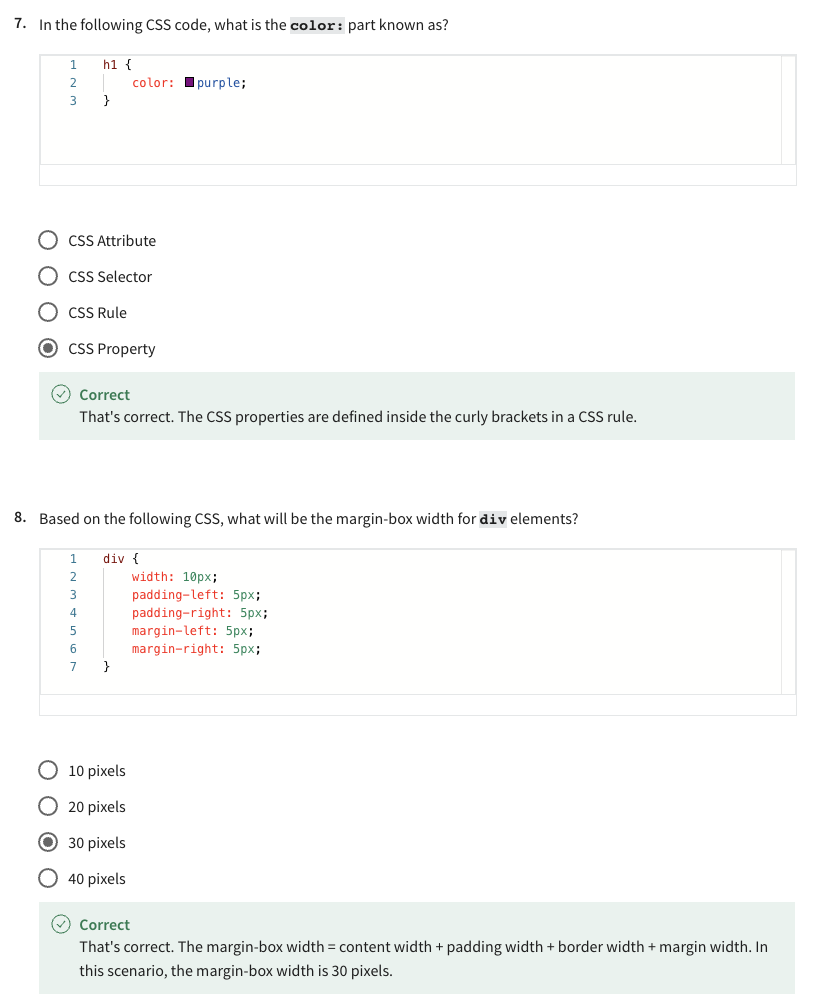 7. In the following CSS code, what is the color: part known as?
1 h1 {
2 color: purple;
3 }
CSS Attribute
CSS Selector
CSS Rule
CSS Property
Correct
That's correct. The CSS properties are defined inside the curly brackets in a CSS rule.
8. Based on the following CSS, what will be the margin-box width for div elements?
1 div {
2 width: 10px;
3 padding-left: 5px;
4 padding-right: 5px;
5 margin-left: 5px;
6 margin-right: 5px;
7 }
10 pixels
20 pixels
30 pixels
40 pixels
Correct
That's correct. The margin-box width = content width + padding width + border width + margin width. In
this scenario, the margin-box width is 30 pixels.